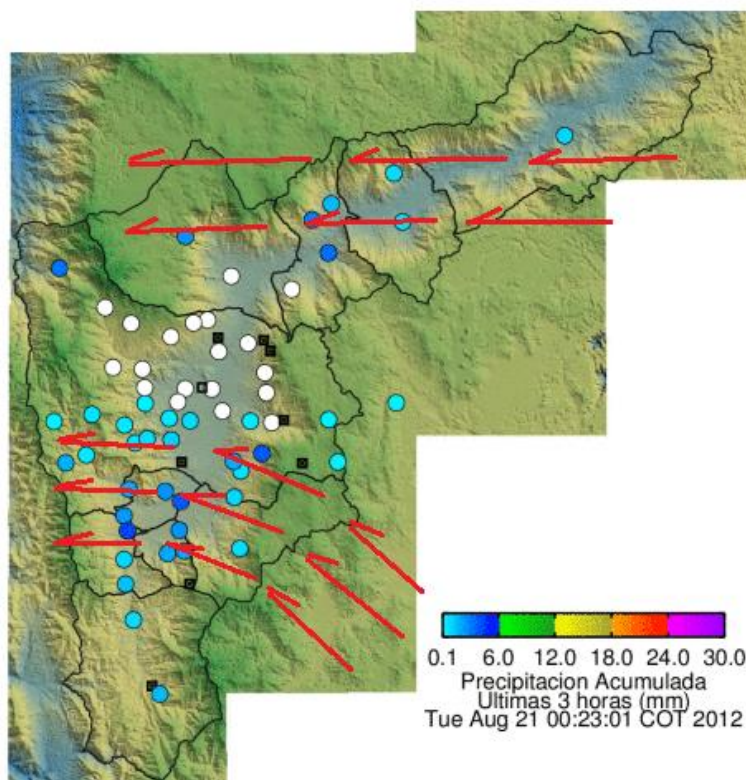 0.1 6.0 12.0 18.0 24.0 30.0
Precipitacion Acumulada
Ultimas 3 horas (mm)
Tue Aug 21 00:23:01 COT 2012